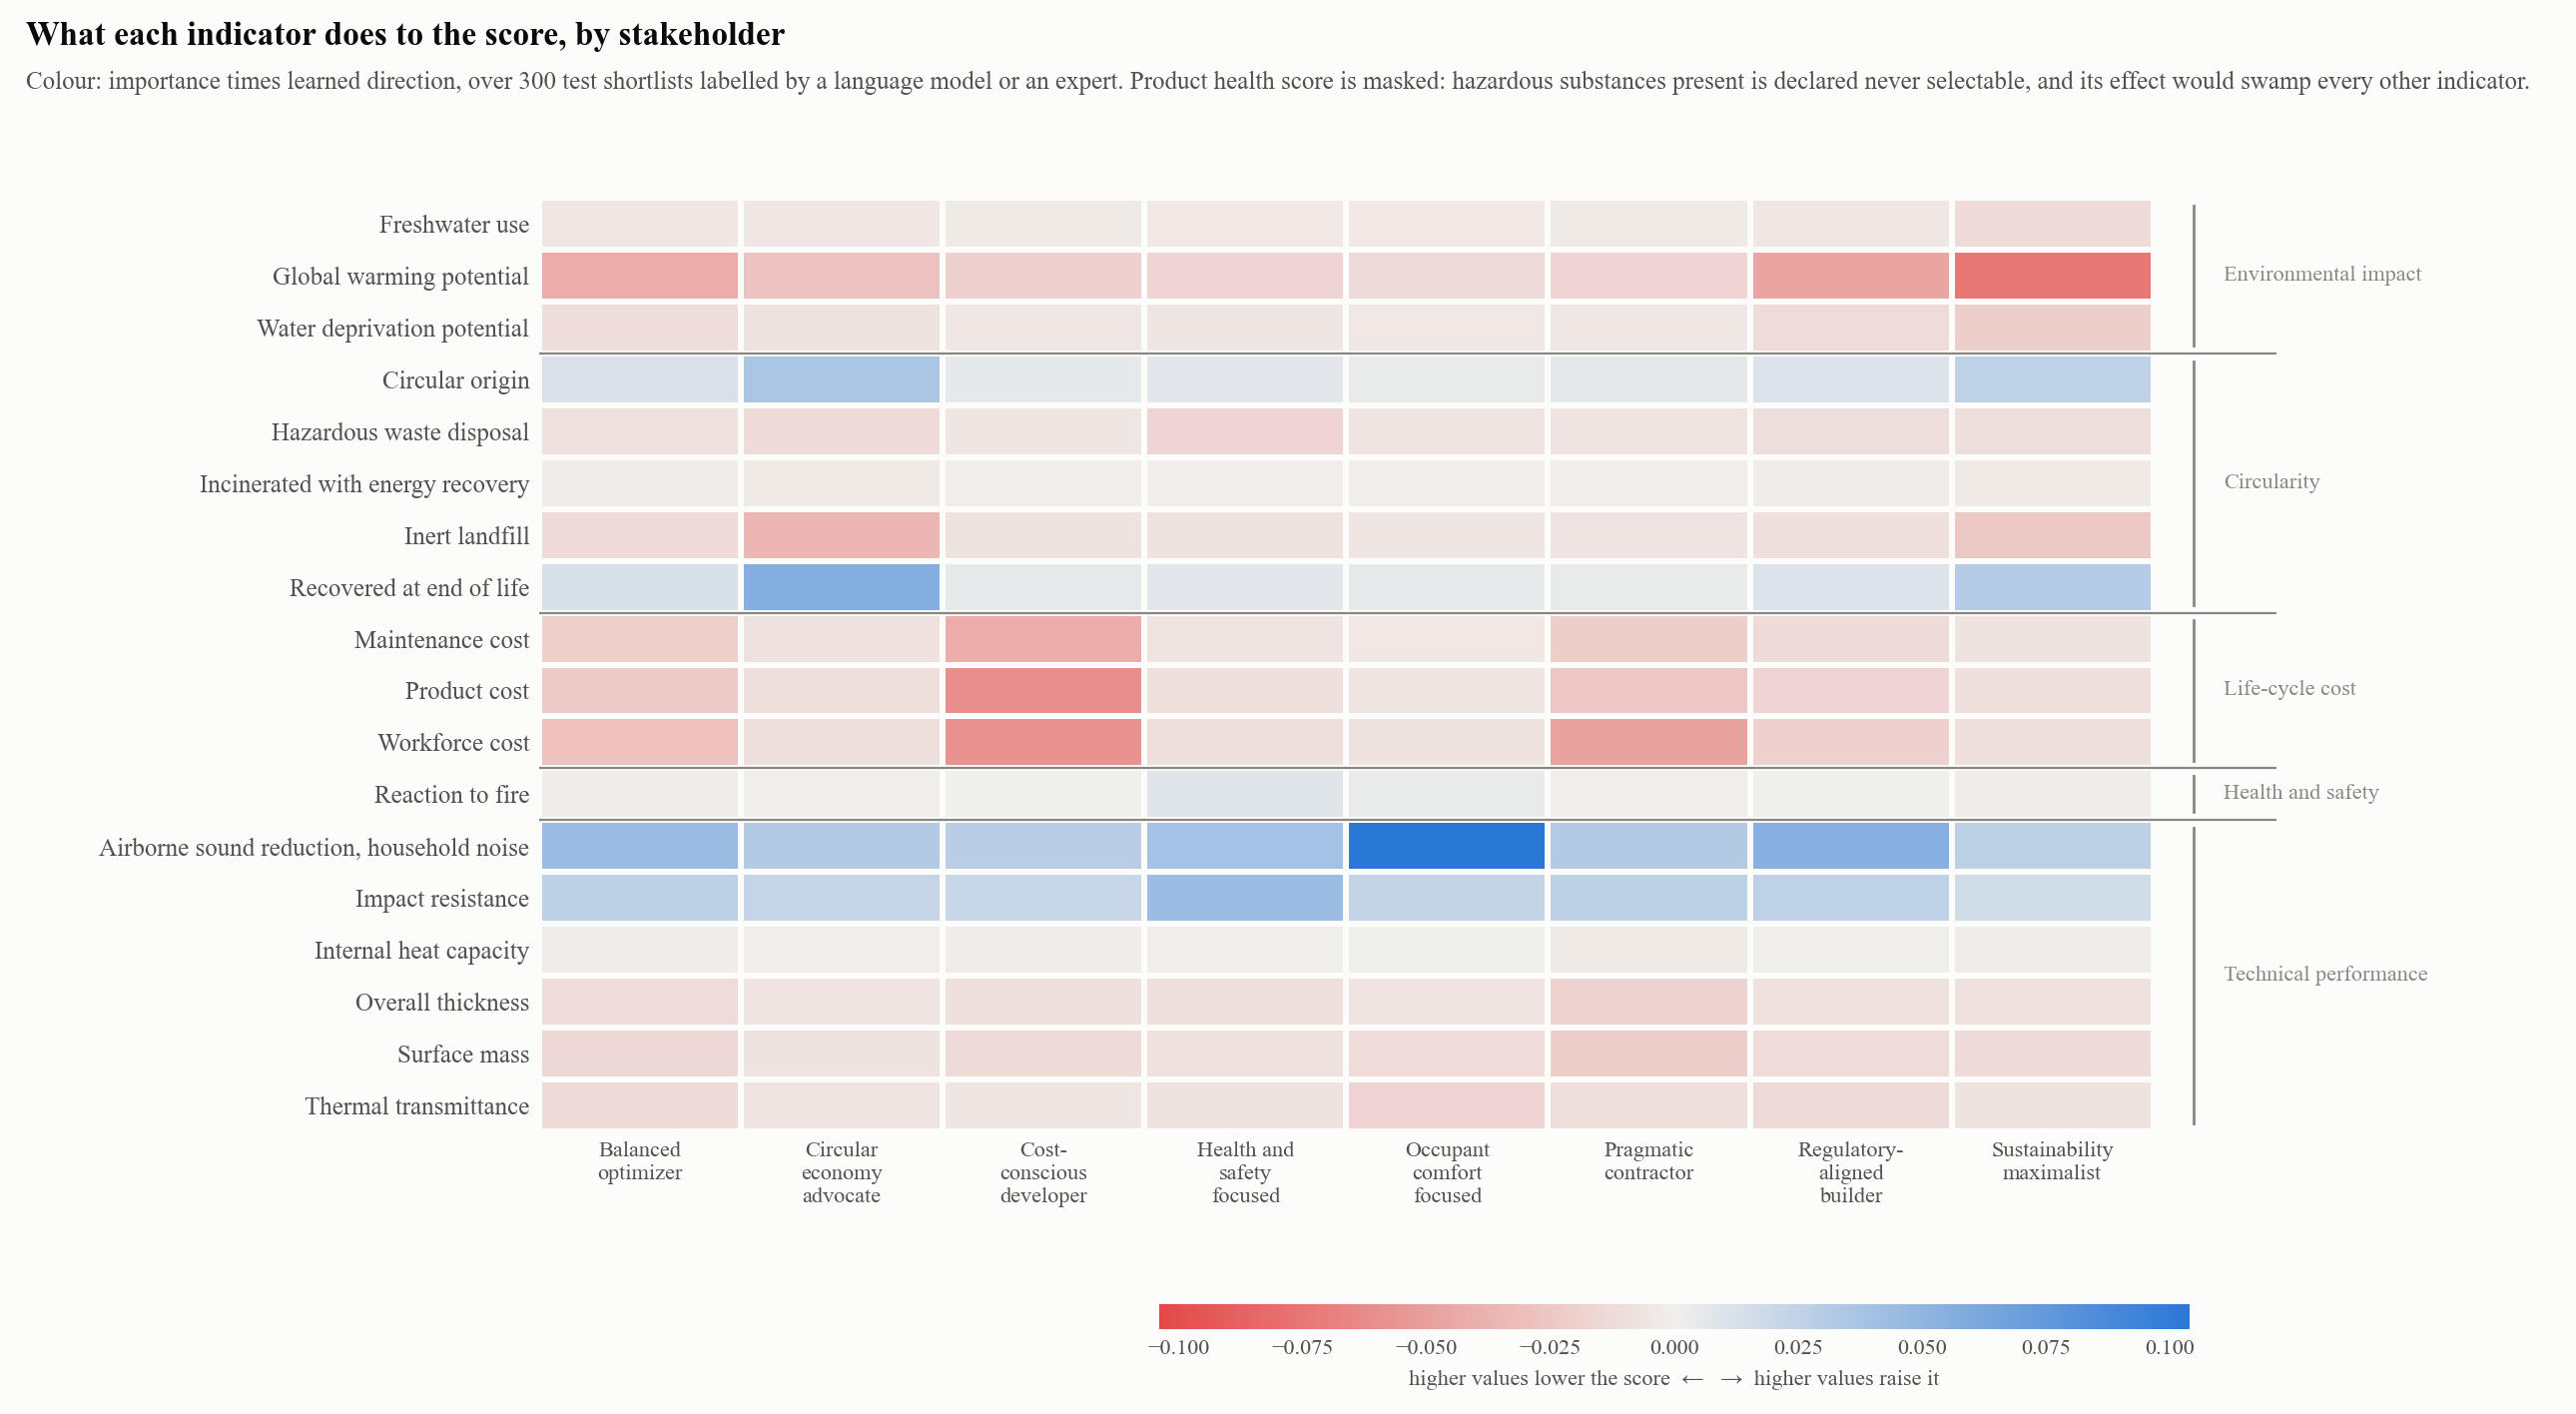 What each indicator does to the score, by stakeholder
Colour: importance times learned direction, over 300 test shortlists labelled by a language model or an expert. Product health score is masked: hazardous substances present is declared never selectable, and its effect would swamp every other indicator.
Freshwater use
Global warming potential
Water deprivation potential
Environmental impact
Circular origin
Hazardous waste disposal
Incinerated with energy recovery
Inert landfill
Recovered at end of life
Circularity
Maintenance cost
Product cost
Workforce cost
Life-cycle cost
Reaction to fire
Health and safety
Airborne sound reduction, household noise
Impact resistance
Internal heat capacity
Overall thickness
Surface mass
Thermal transmittance
Technical performance
Balanced
optimizer
Circular
economy
advocate
Cost-
conscious
developer
Health and
safety
focused
Occupant
comfort
focused
Pragmatic
contractor
Regulatory-
aligned
builder
Sustainability
maximalist
−0.100 −0.075 −0.050 −0.025 0.000 0.025 0.050 0.075 0.100
higher values lower the score ← → higher values raise it